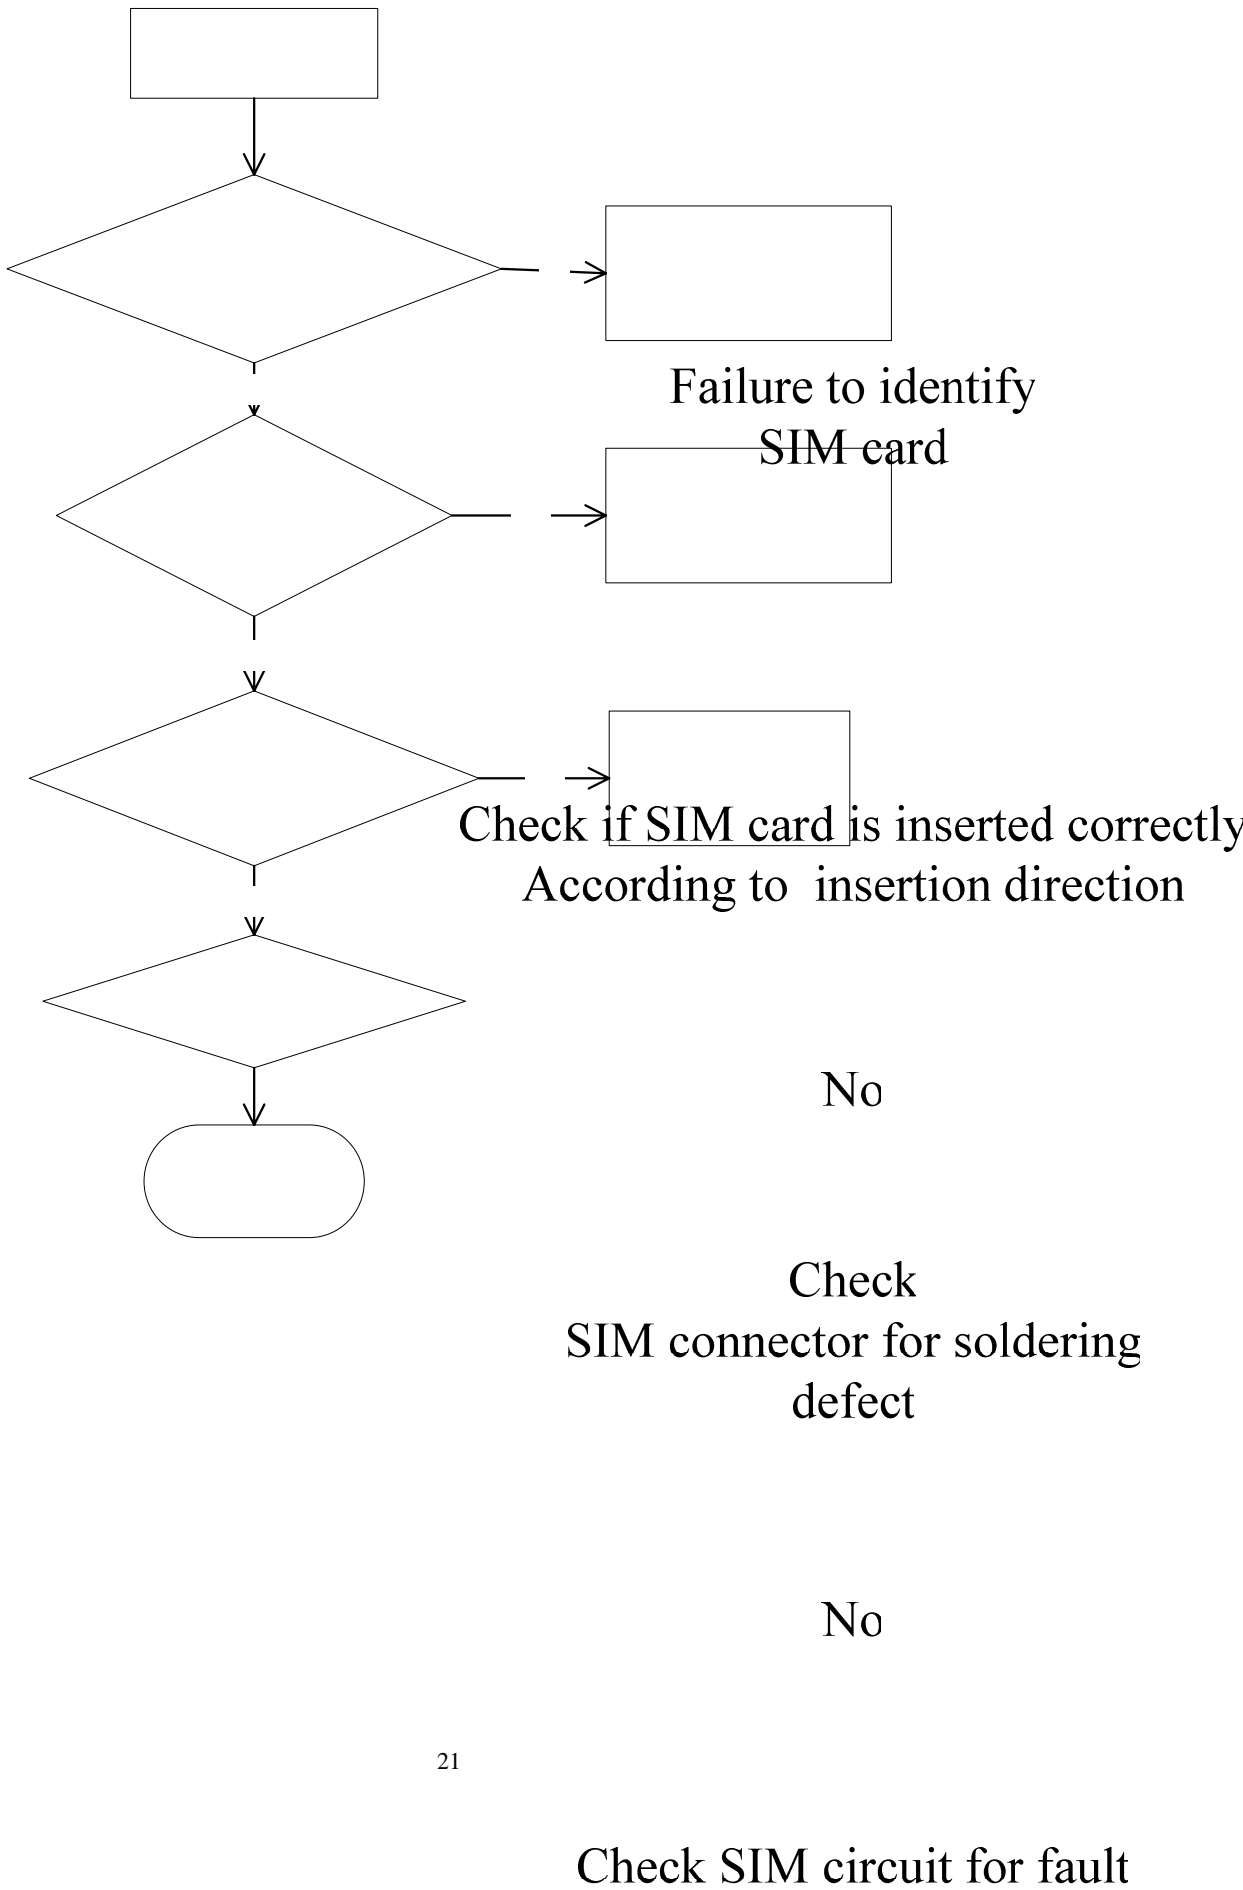 Failure to identify
SIM card
Check if SIM card is inserted correctly
According to  insertion direction
No
Check
SIM connector for soldering
defect
No
21
Check SIM circuit for fault